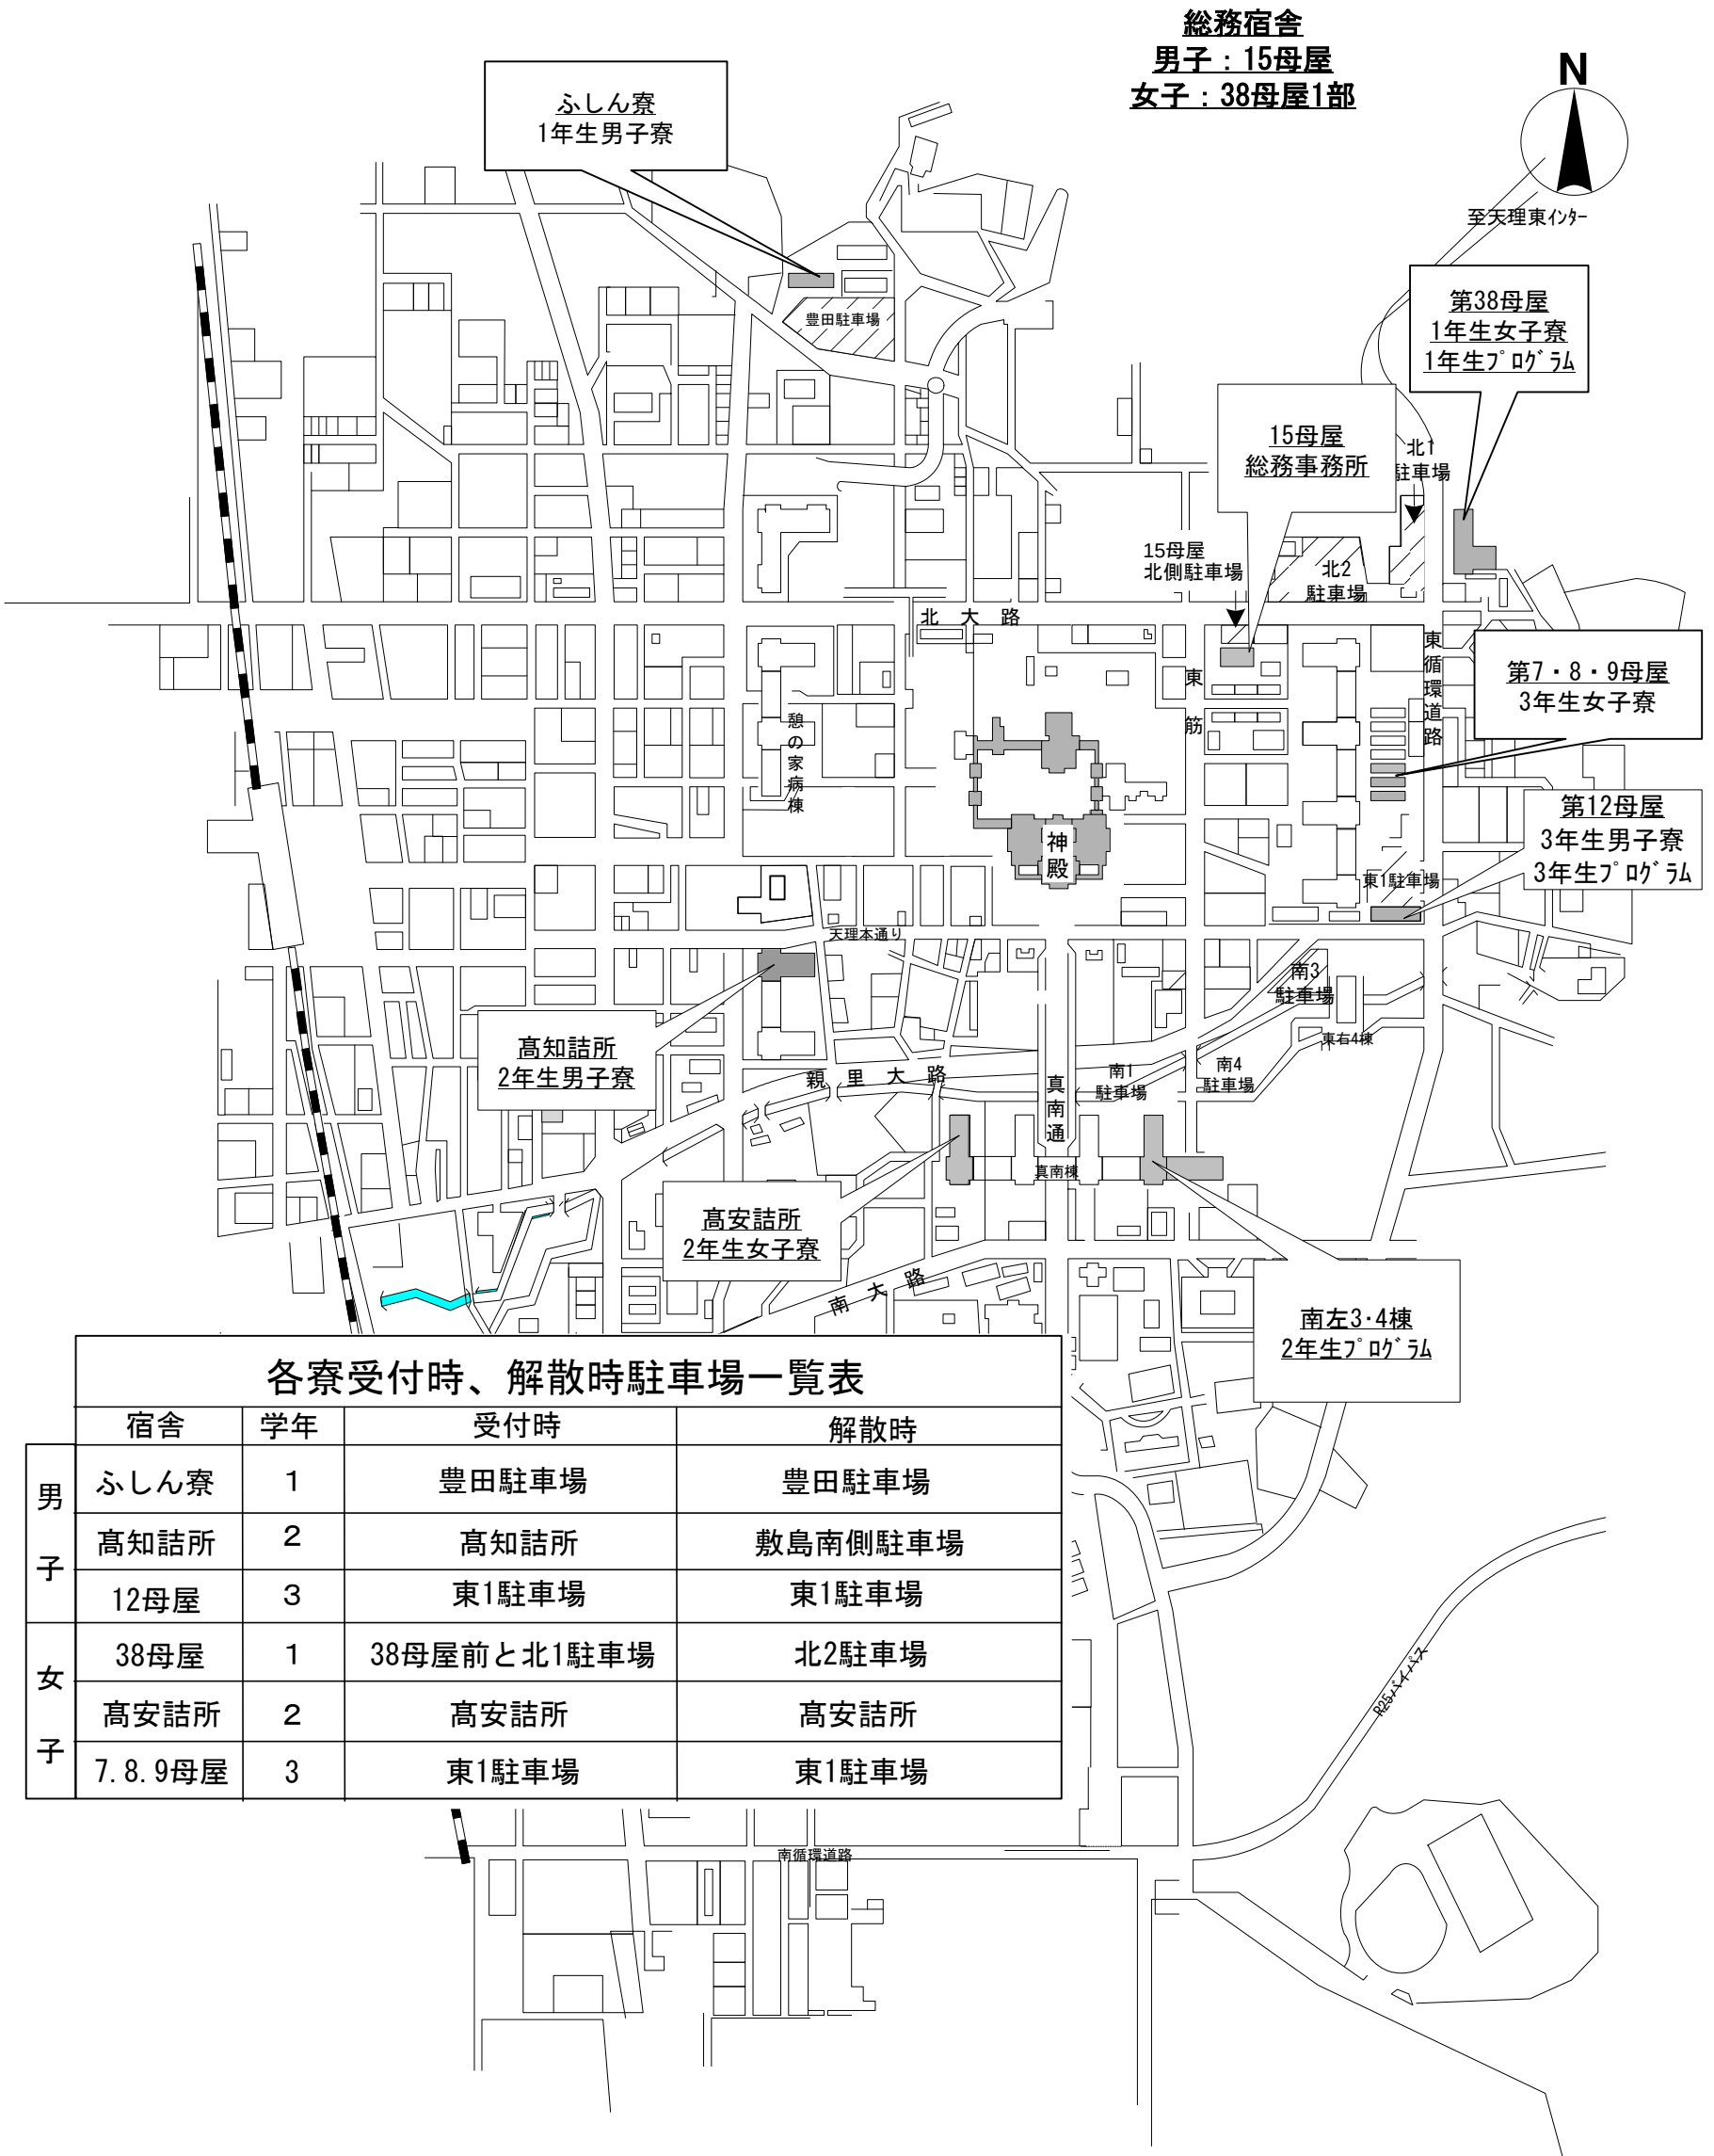 総務宿舎
男子：15母屋
女子：38母屋1部
N
至天理東ｲﾝﾀｰ
ふしん寮
1年生男子寮
豊田駐車場
第38母屋
1年生女子寮
1年生ﾌﾟﾛｸﾞﾗﾑ
15母屋
総務事務所
北1
駐車場
15母屋
北側駐車場
北2
駐車場
北大路
東循環道路
東筋
第7・8・9母屋
3年生女子寮
憩の家病棟
神殿
第12母屋
3年生男子寮
3年生ﾌﾟﾛｸﾞﾗﾑ
東1駐車場
天理本通り
南3
駐車場
東右4棟
髙知詰所
2年生男子寮
親里大路
真南通
南1
駐車場
南4
駐車場
真南棟
髙安詰所
2年生女子寮
南大路
南左3･4棟
2年生ﾌﾟﾛｸﾞﾗﾑ
各寮受付時、解散時駐車場一覧表
宿舎 学年 受付時 解散時
男子
ふしん寮 1 豊田駐車場 豊田駐車場
髙知詰所 2 髙知詰所 敷島南側駐車場
12母屋 3 東1駐車場 東1駐車場
女子
38母屋 1 38母屋前と北1駐車場 北2駐車場
髙安詰所 2 髙安詰所 髙安詰所
7.8.9母屋 3 東1駐車場 東1駐車場
R25バイパス
南循環道路